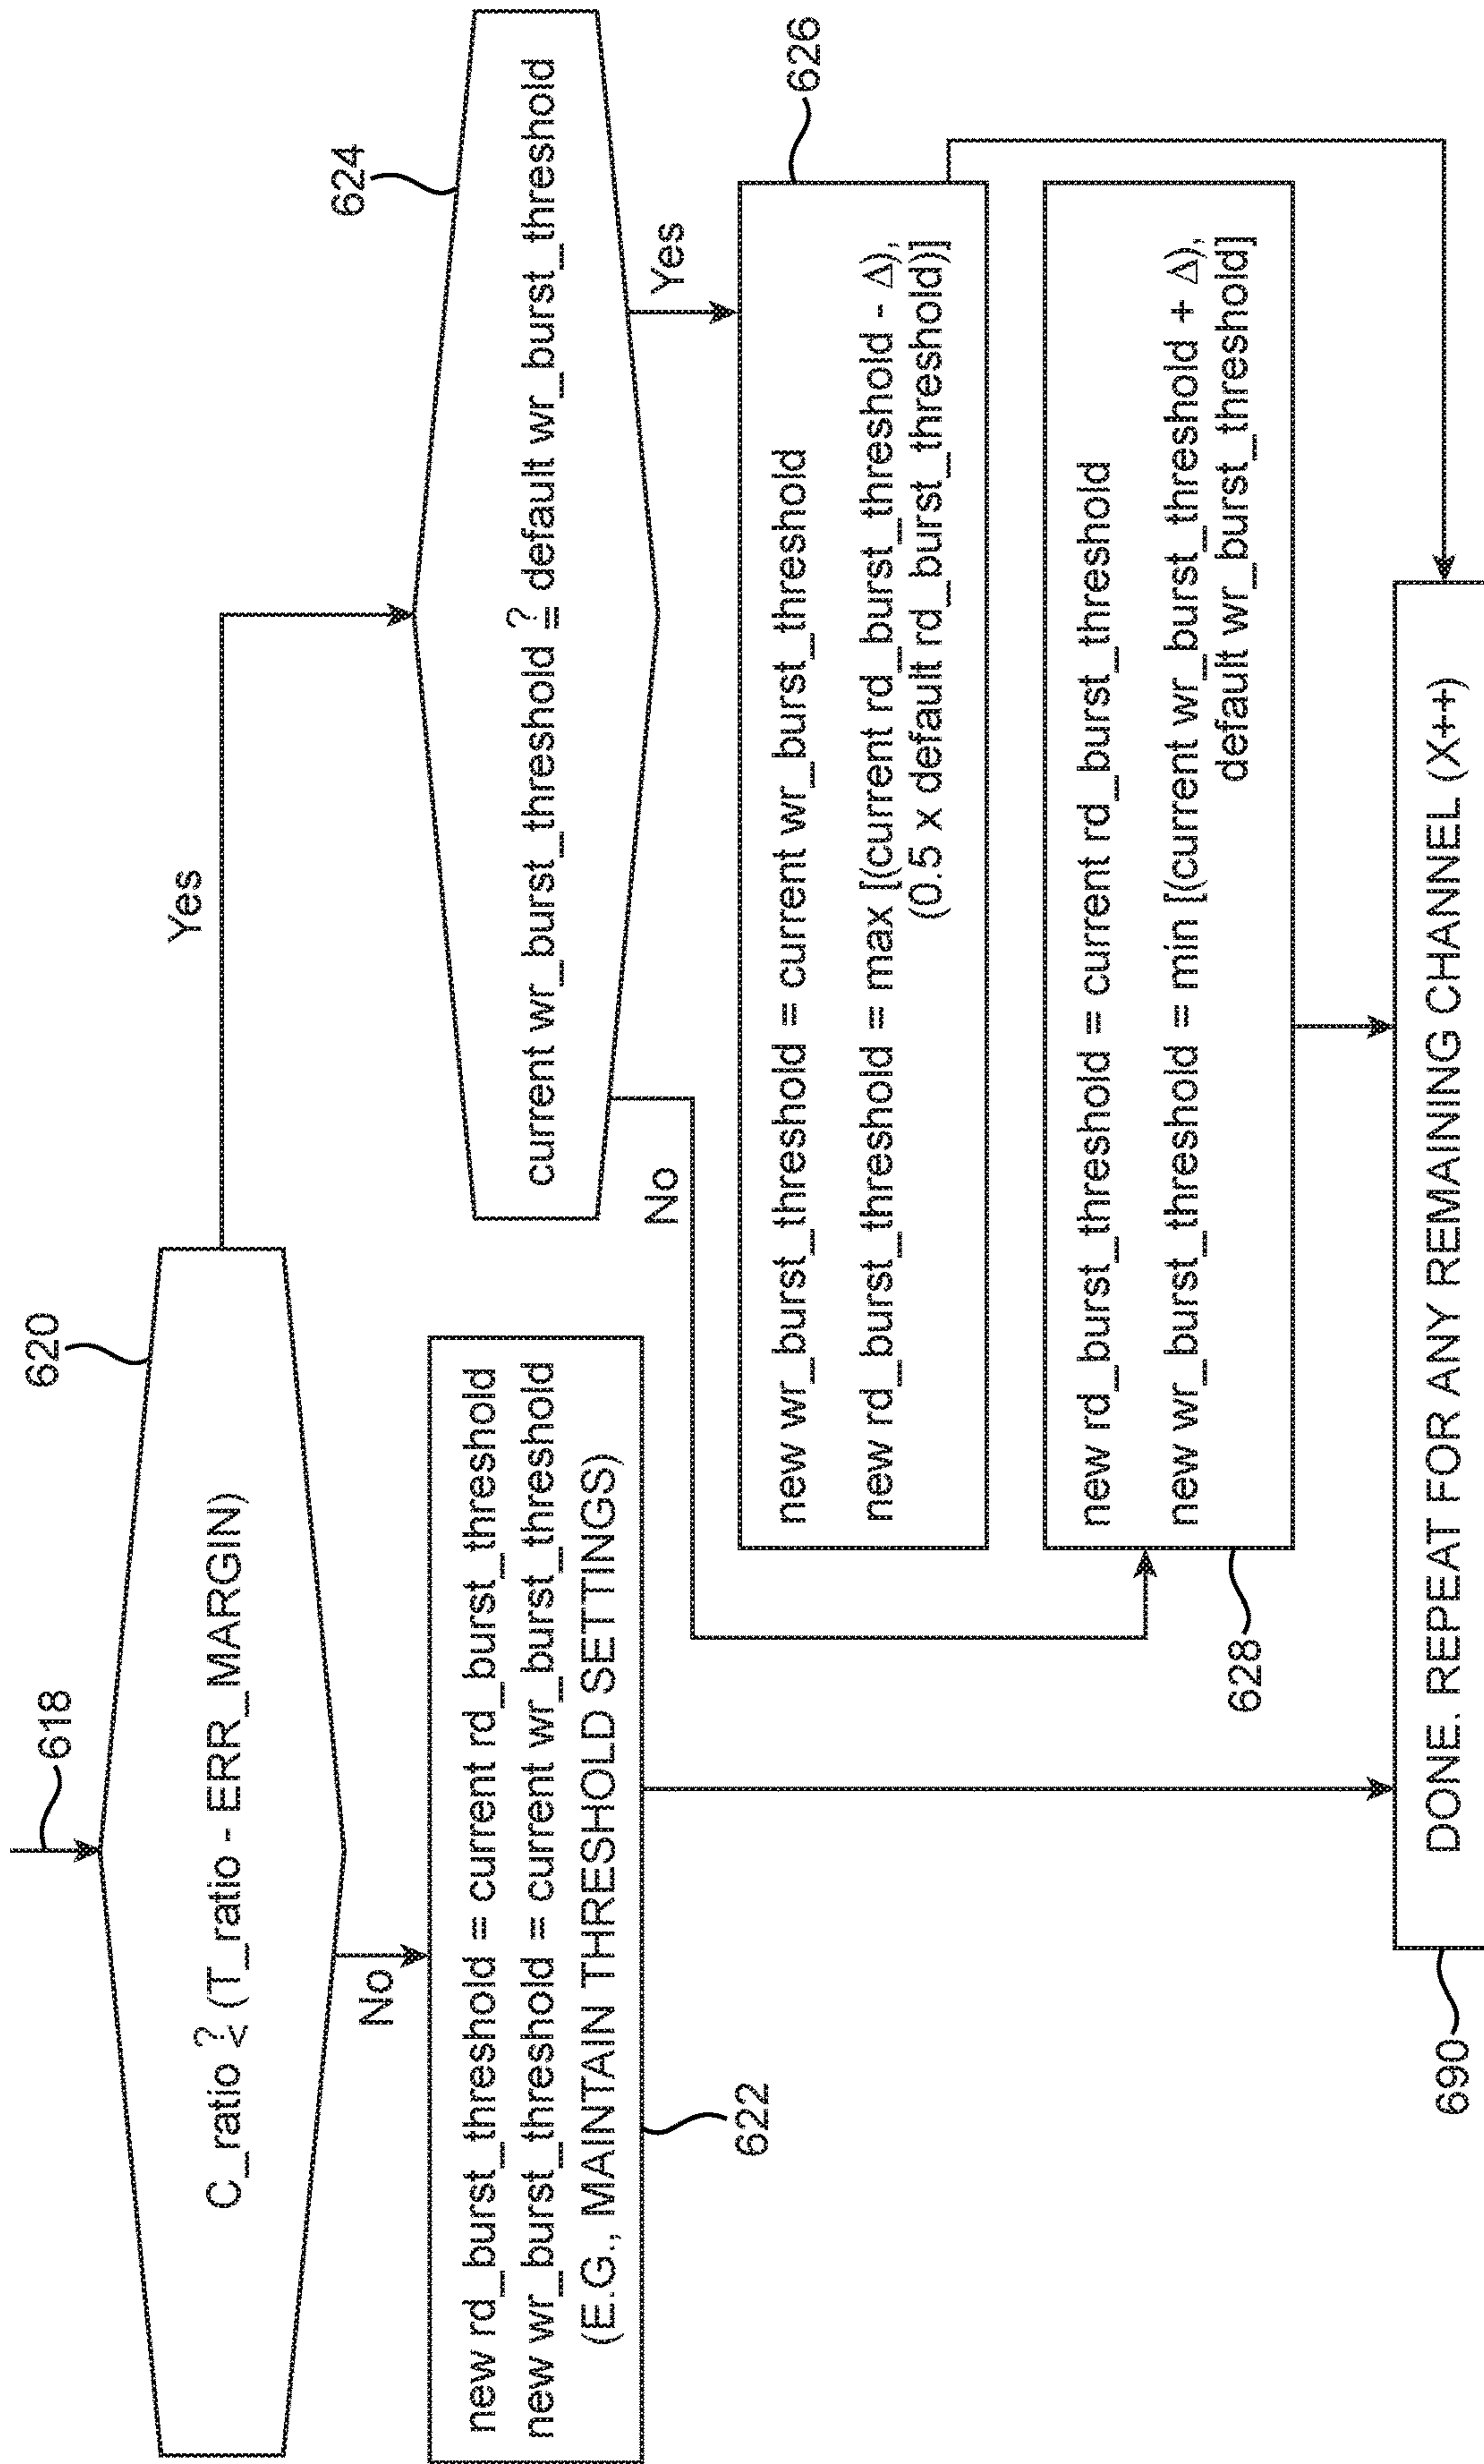 618
620
C_ratio ?< (T_ratio - ERR_MARGIN)
Yes
No
622
new rd_burst_threshold = current rd_burst_threshold
new wr_burst_threshold = current wr_burst_threshold
(E.G., MAINTAIN THRESHOLD SETTINGS)
624
current wr_burst_threshold ?= default wr_burst_threshold
No
Yes
626
new wr_burst_threshold = current wr_burst_threshold
new rd_burst_threshold = max [(current rd_burst_threshold - Δ),
(0.5 x default rd_burst_threshold)]
628
new rd_burst_threshold = current rd_burst_threshold
new wr_burst_threshold = min [(current wr_burst_threshold + Δ),
default wr_burst_threshold]
690
DONE. REPEAT FOR ANY REMAINING CHANNEL (X++)